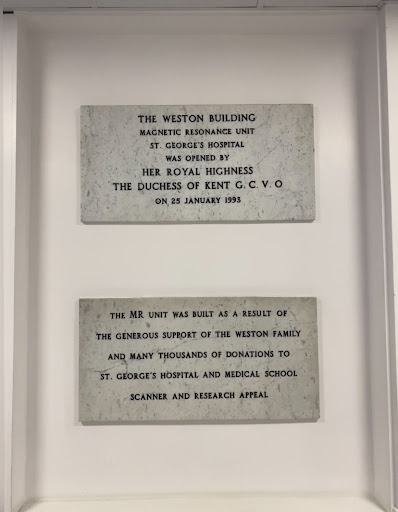 THE WESTON BUILDING
MAGNETIC RESONANCE UNIT
ST. GEORGE'S HOSPITAL
WAS OPENED BY
HER ROYAL HIGHNESS
THE DUCHESS OF KENT G. C. V. O
ON 25 JANUARY 1993
THE MR UNIT WAS BUILT AS A RESULT OF
THE GENEROUS SUPPORT OF THE WESTON FAMILY
AND MANY THOUSANDS OF DONATIONS TO
ST. GEORGE'S HOSPITAL AND MEDICAL SCHOOL
SCANNER AND RESEARCH APPEAL